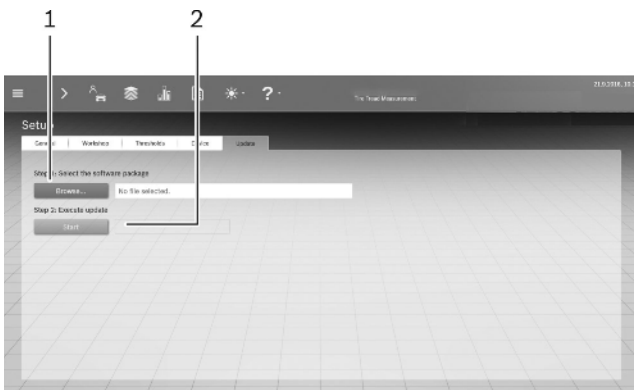 1 2
?
Tire Tread Measurement
Setup
General Workshop Thresholds Device Update
Step 1: Select the software package
Browse... No file selected.
Step 2: Execute update
Start